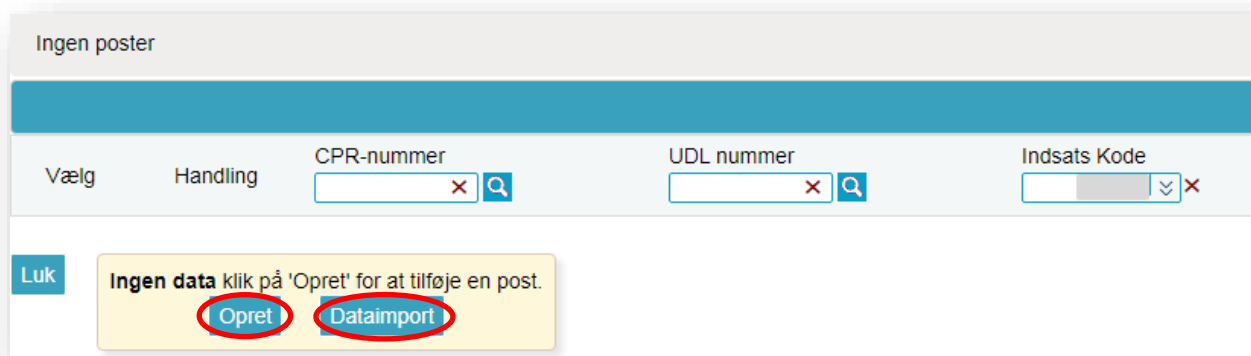 Ingen poster
Vælg Handling CPR-nummer UDL nummer Indsats Kode
Luk
Ingen data klik på 'Opret' for at tilføje en post.
Opret Dataimport